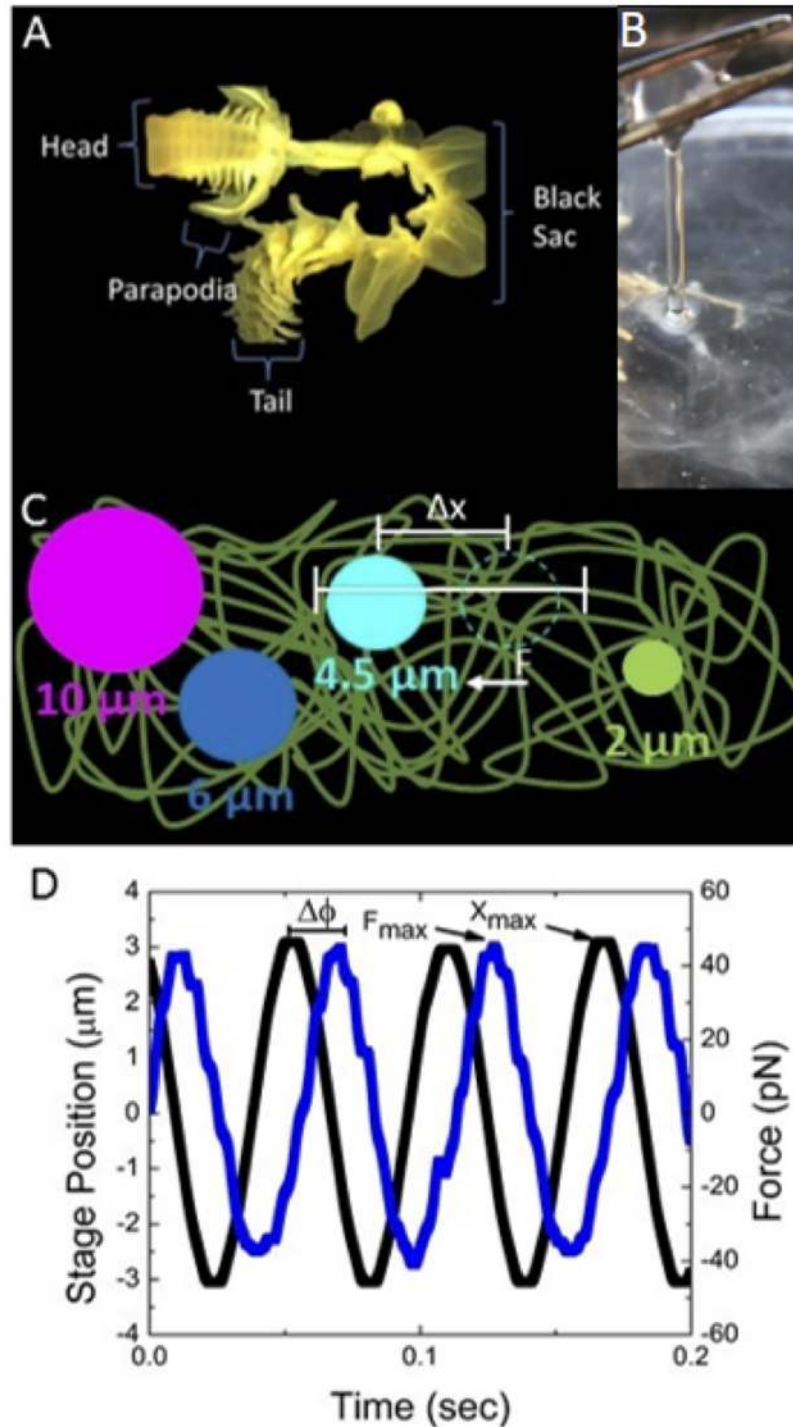 A
B
Head
Black
Sac
Parapodia
Tail
C
Δx
4.5 μm
F
10 μm
2 μm
6 μm
D
Δϕ
Fmax
Xmax
4
3
2
1
0
-1
-2
-3
-4
60
40
20
0
-20
-40
-60
Stage Position (μm)
Force (pN)
0.0
0.1
0.2
Time (sec)